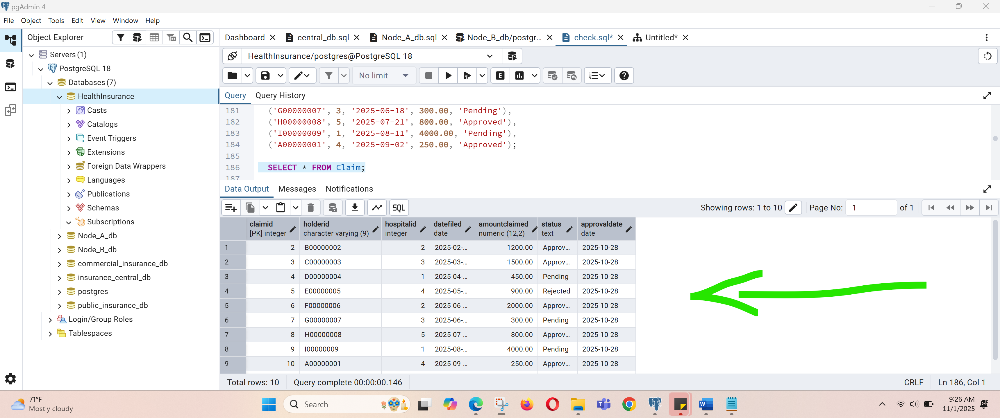 pgAdmin 4
File Object Tools Edit View Window Help
Object Explorer
Dashboard central_db.sql Node_A_db.sql Node_B_db/postgr... check.sql* Untitled*
Servers (1)
PostgreSQL 18
Databases (7)
HealthInsurance
Casts
Catalogs
Event Triggers
Extensions
Foreign Data Wrappers
Languages
Publications
Schemas
Subscriptions
Node_A_db
Node_B_db
commercial_insurance_db
insurance_central_db
postgres
public_insurance_db
Login/Group Roles
Tablespaces
HealthInsurance/postgres@PostgreSQL 18
No limit E
Query Query History
181 ('G00000007', 3, '2025-06-18', 300.00, 'Pending'),
182 ('H00000008', 5, '2025-07-21', 800.00, 'Approved'),
183 ('I00000009', 1, '2025-08-11', 4000.00, 'Pending'),
184 ('A00000001', 4, '2025-09-02', 250.00, 'Approved');
185
186 SELECT * FROM Claim;
187
Data Output Messages Notifications
SQL Showing rows: 1 to 10 Page No: 1 of 1
claimid holderid hospitalid datefiled amountclaimed status approvaldate
[PK] integer character varying (9) integer date numeric (12,2) text date
1 2 B00000002 2 2025-02-... 1200.00 Approv... 2025-10-28
2 3 C00000003 3 2025-03-... 1500.00 Approv... 2025-10-28
3 4 D00000004 1 2025-04-... 450.00 Pending 2025-10-28
4 5 E00000005 4 2025-05-... 900.00 Rejected 2025-10-28
5 6 F00000006 2 2025-06-... 2000.00 Approv... 2025-10-28
6 7 G00000007 3 2025-06-... 300.00 Pending 2025-10-28
7 8 H00000008 5 2025-07-... 800.00 Approv... 2025-10-28
8 9 I00000009 1 2025-08-... 4000.00 Pending 2025-10-28
9 10 A00000001 4 2025-09-... 250.00 Approv... 2025-10-28
Total rows: 10 Query complete 00:00:00.146 CRLF Ln 186, Col 1
71°F
Mostly cloudy
Search
9:26 AM
11/1/2025